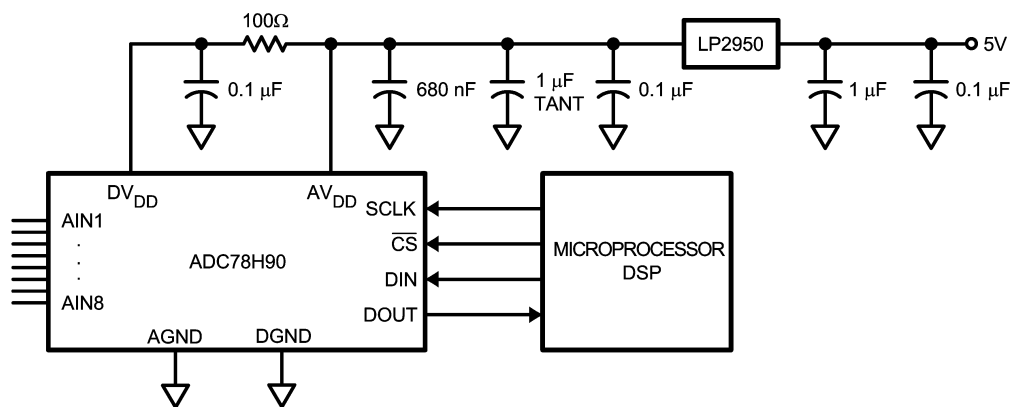 100Ω
LP2950
5V
0.1 μF
680 nF
1 μF
TANT
0.1 μF
1 μF
0.1 μF
DVDD
AVDD
AIN1
.
.
.
.
AIN8
ADC78H90
SCLK
CS
DIN
DOUT
AGND
DGND
MICROPROCESSOR
DSP